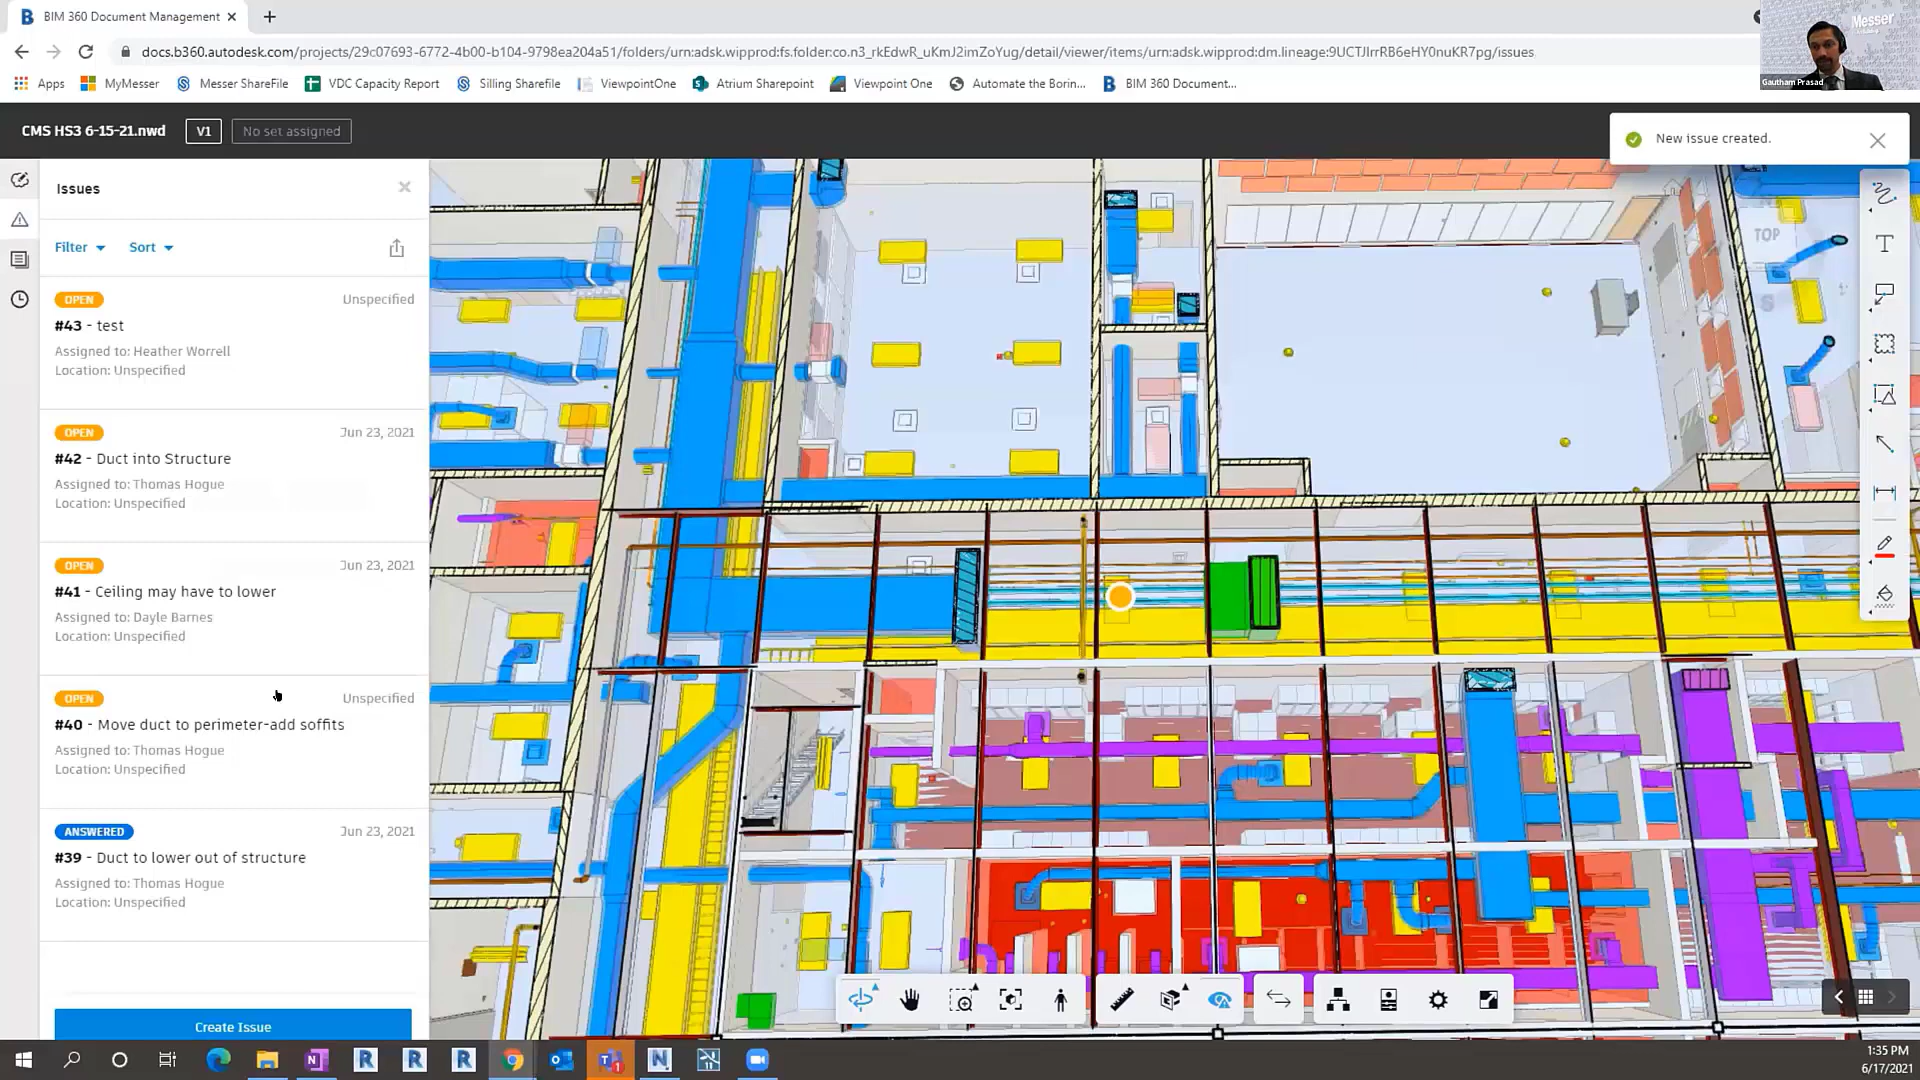 BIM 360 Document Management
Messer
docs.b360.autodesk.com/projects/29c07693-6772-4b00-b104-9798ea204a51/folders/urn:adsk.wipprod:fs.folder:co.n3_rkEdwR_uKmJ2imZoYug/detail/viewer/items/urn:adsk.wipprod:dm.lineage:9UCTJIrrRB6eHY0nuKR7pg/issues
Gautham Prasad
Apps MyMesser Messer ShareFile VDC Capacity Report Silling Sharefile ViewpointOne Atrium Sharepoint Viewpoint One Automate the Borin... BIM 360 Document...
CMS HS3 6-15-21.nwd V1 No set assigned
New issue created.
Issues
Filter Sort
OPEN Unspecified
#43 - test
Assigned to: Heather Worrell
Location: Unspecified
OPEN Jun 23, 2021
#42 - Duct into Structure
Assigned to: Thomas Hogue
Location: Unspecified
OPEN Jun 23, 2021
#41 - Ceiling may have to lower
Assigned to: Dayle Barnes
Location: Unspecified
OPEN Unspecified
#40 - Move duct to perimeter-add soffits
Assigned to: Thomas Hogue
Location: Unspecified
ANSWERED Jun 23, 2021
#39 - Duct to lower out of structure
Assigned to: Thomas Hogue
Location: Unspecified
Create Issue
TOP
1:35 PM
6/17/2021